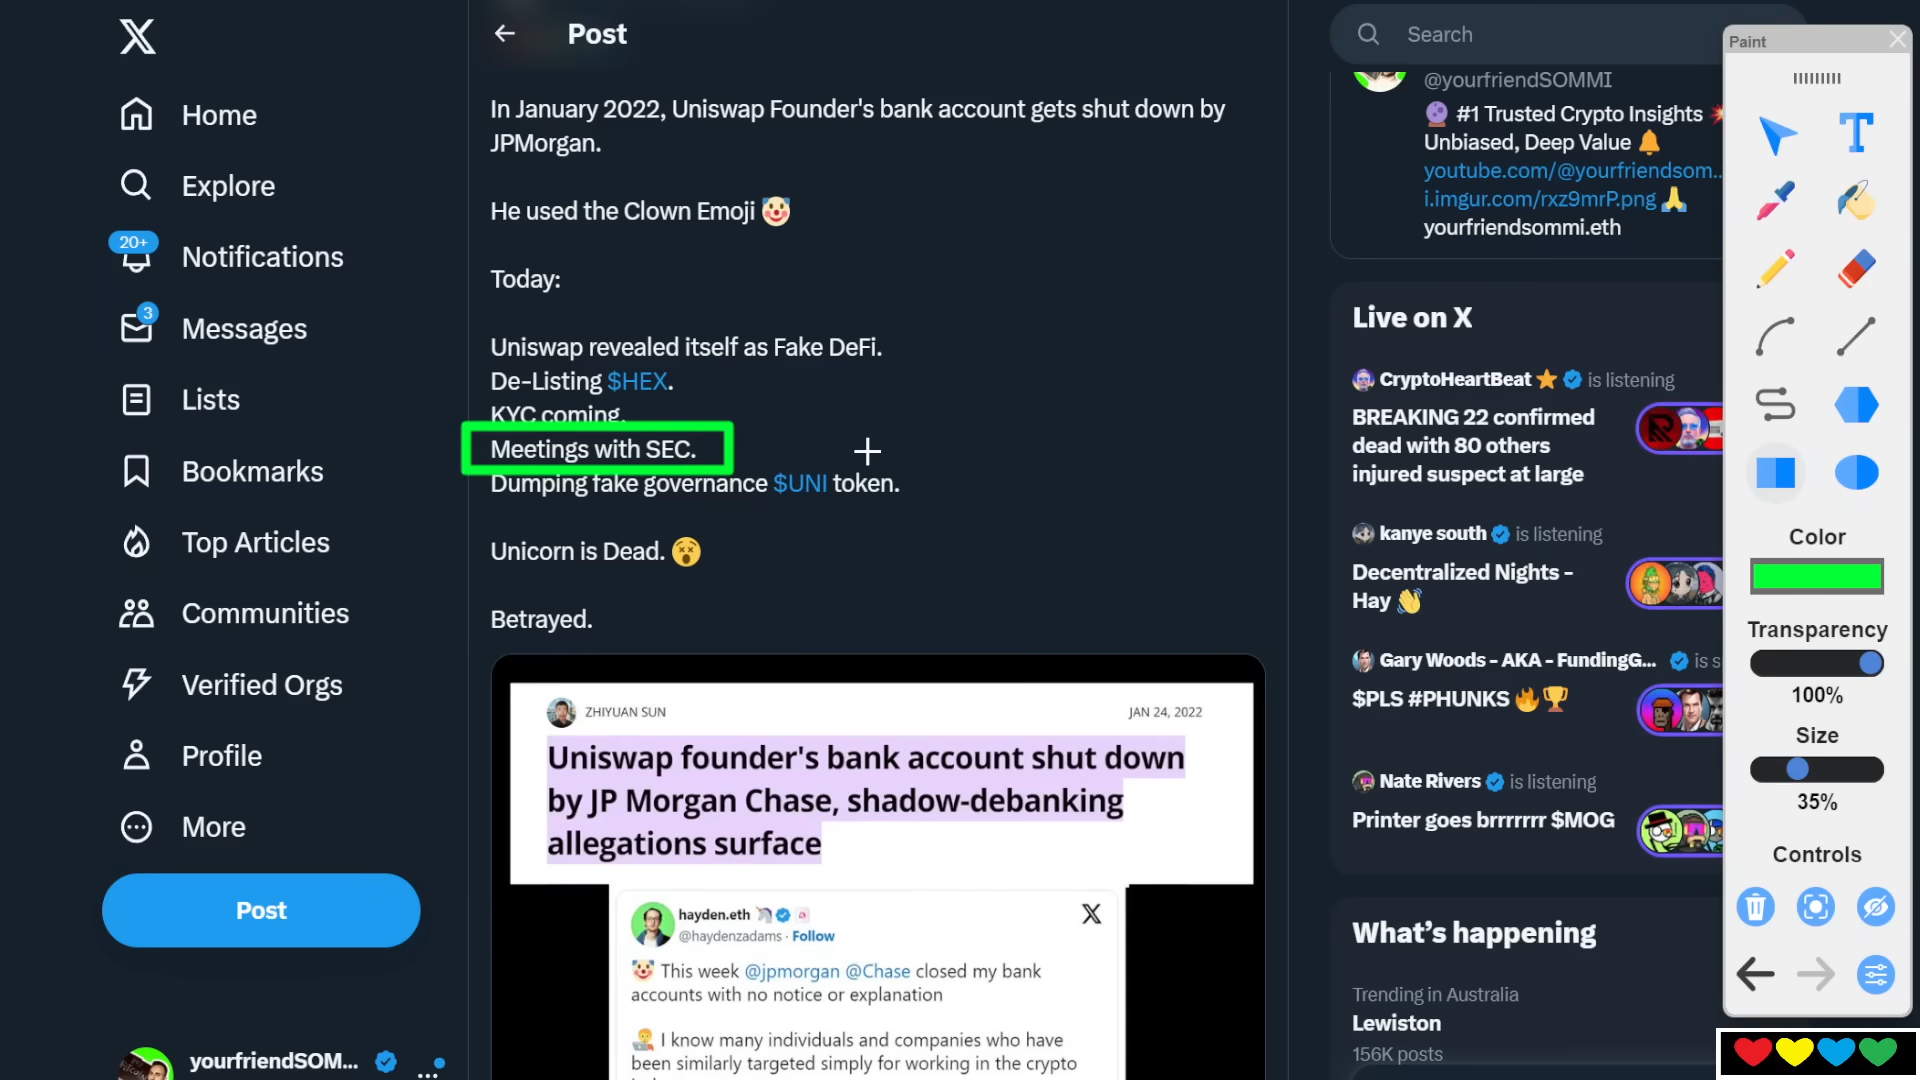 Home
Explore
20+
Notifications
3
Messages
Lists
Bookmarks
Top Articles
Communities
Verified Orgs
Profile
More
Post
yourfriendSOM...
Post
In January 2022, Uniswap Founder's bank account gets shut down by
JPMorgan.
He used the Clown Emoji 🤡
Today:
Uniswap revealed itself as Fake DeFi.
De-Listing $HEX.
KYC coming.
Meetings with SEC.
Dumping fake governance $UNI token.
Unicorn is Dead. 😵
Betrayed.
ZHIYUAN SUN
JAN 24, 2022
Uniswap founder's bank account shut down
by JP Morgan Chase, shadow-debanking
allegations surface
hayden.eth 🦄
@haydenzadams · Follow
🤡 This week @jpmorgan @Chase closed my bank
accounts with no notice or explanation
I know many individuals and companies who have
been similarly targeted simply for working in the crypto
Search
@yourfriendSOMMI
🔮 #1 Trusted Crypto Insights 💥
Unbiased, Deep Value 🔔
youtube.com/@yourfriendsom...
i.imgur.com/rxz9mrP.png 🙏
yourfriendsommi.eth
Live on X
CryptoHeartBeat ⭐ is listening
BREAKING 22 confirmed
dead with 80 others
injured suspect at large
kanye south is listening
Decentralized Nights -
Hay 👋
Gary Woods - AKA - FundingG... is s
$PLS #PHUNKS 🔥🏆
Nate Rivers is listening
Printer goes brrrrrrr $MOG
What's happening
Trending in Australia
Lewiston
156K posts
Paint
T
Color
Transparency
100%
Size
35%
Controls